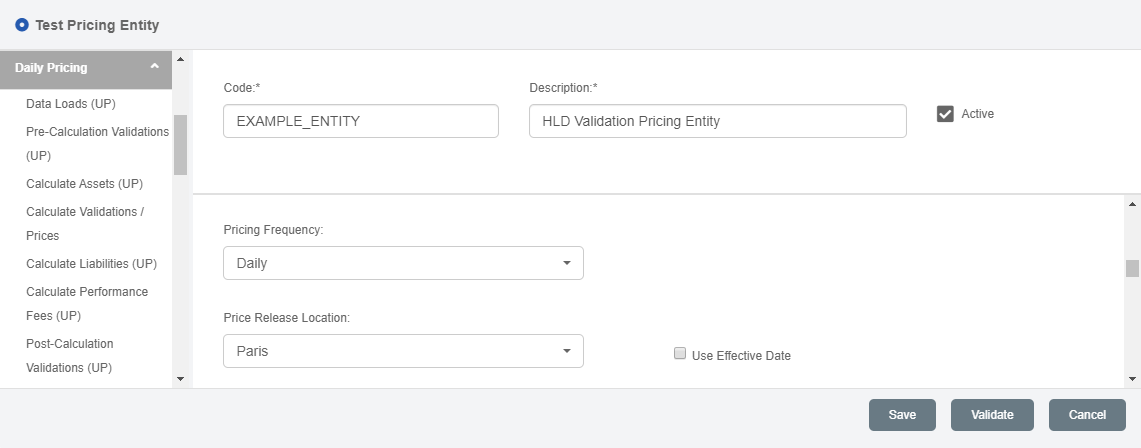 Test Pricing Entity
Daily Pricing
Data Loads (UP)
Pre-Calculation Validations
(UP)
Calculate Assets (UP)
Calculate Validations /
Prices
Calculate Liabilities (UP)
Calculate Performance
Fees (UP)
Post-Calculation
Validations (UP)
Code:*
Description:*
EXAMPLE_ENTITY
HLD Validation Pricing Entity
Active
Pricing Frequency:
Daily
Price Release Location:
Paris
Use Effective Date
Save
Validate
Cancel